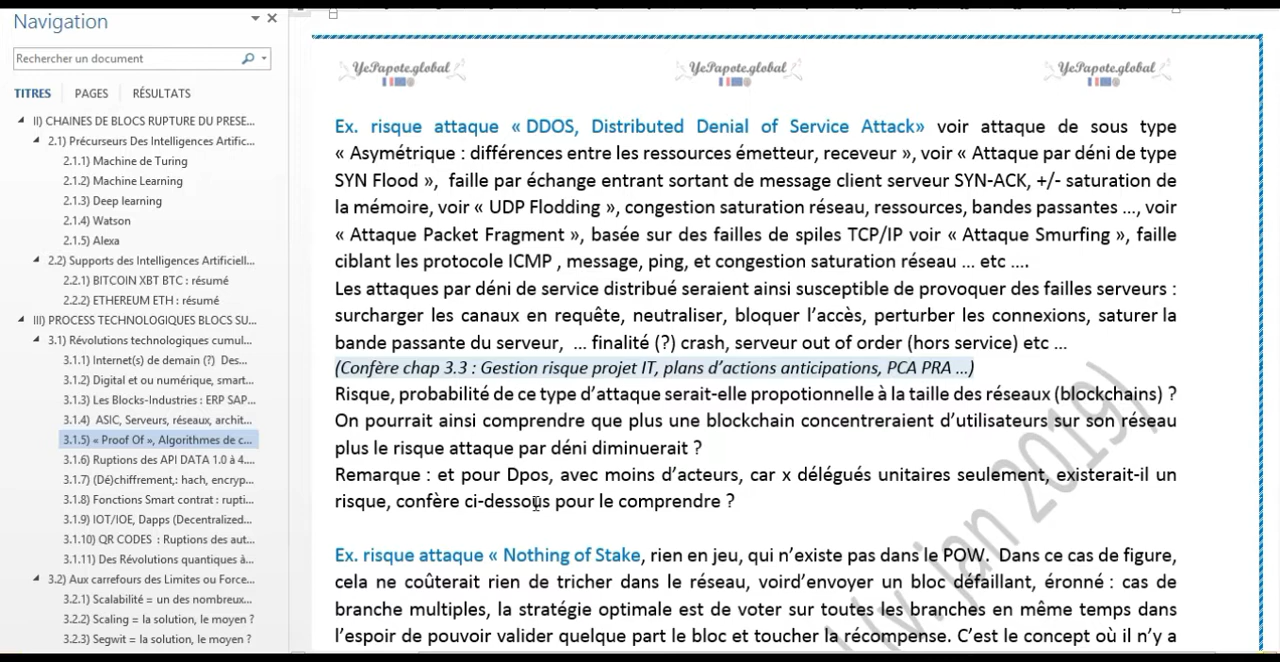 Navigation
Rechercher un document
TITRES PAGES RÉSULTATS
II) CHAINES DE BLOCS RUPTURE DU PRESE...
2.1) Précurseurs Des Intelligences Artific...
2.1.1) Machine de Turing
2.1.2) Machine Learning
2.1.3) Deep learning
2.1.4) Watson
2.1.5) Alexa
2.2) Supports des Intelligences Artificiell...
2.2.1) BITCOIN XBT BTC : résumé
2.2.2) ETHEREUM ETH : résumé
III) PROCESS TECHNOLOGIQUES BLOCS SU...
3.1) Révolutions technologiques cumul...
3.1.1) Internet(s) de demain (?) Des...
3.1.2) Digital et ou numérique, smart...
3.1.3) Les Blocks-Industries : ERP SAP...
3.1.4) ASIC, Serveurs, réseaux, archit...
3.1.5) « Proof Of », Algorithmes de c...
3.1.6) Ruptions des API DATA 1.0 à 4....
3.1.7) (Dé)chiffrement,: hach, encryp...
3.1.8) Fonctions Smart contrat : rupti...
3.1.9) IOT/IOE, Dapps (Decentralized...
3.1.10) QR CODES : Ruptions des aut...
3.1.11) Des Révolutions quantiques à...
3.2) Aux carrefours des Limites ou Force...
3.2.1) Scalabilité = un des nombreux...
3.2.2) Scaling = la solution, le moyen ?
3.2.3) Segwit = la solution, le moyen ?
YePapote.global YePapote.global YePapote.global
Ex. risque attaque « DDOS, Distributed Denial of Service Attack» voir attaque de sous type
« Asymétrique : différences entre les ressources émetteur, receveur », voir « Attaque par déni de type
SYN Flood », faille par échange entrant sortant de message client serveur SYN-ACK, +/- saturation de
la mémoire, voir « UDP Flodding », congestion saturation réseau, ressources, bandes passantes ..., voir
« Attaque Packet Fragment », basée sur des failles de spiles TCP/IP voir « Attaque Smurfing », faille
ciblant les protocole ICMP , message, ping, et congestion saturation réseau ... etc ....
Les attaques par déni de service distribué seraient ainsi susceptible de provoquer des failles serveurs :
surcharger les canaux en requête, neutraliser, bloquer l'accès, perturber les connexions, saturer la
bande passante du serveur, ... finalité (?) crash, serveur out of order (hors service) etc ...
(Confère chap 3.3 : Gestion risque projet IT, plans d'actions anticipations, PCA PRA ...)
Risque, probabilité de ce type d'attaque serait-elle propotionnelle à la taille des réseaux (blockchains) ?
On pourrait ainsi comprendre que plus une blockchain concentreraient d'utilisateurs sur son réseau
plus le risque attaque par déni diminuerait ?
Remarque : et pour Dpos, avec moins d'acteurs, car x délégués unitaires seulement, existerait-il un
risque, confère ci-dessous pour le comprendre ?
Ex. risque attaque « Nothing of Stake, rien en jeu, qui n'existe pas dans le POW. Dans ce cas de figure,
cela ne coûterait rien de tricher dans le réseau, voird'envoyer un bloc défaillant, éronné : cas de
branche multiples, la stratégie optimale est de voter sur toutes les branches en même temps dans
l'espoir de pouvoir valider quelque part le bloc et toucher la récompense. C'est le concept où il n'y a
jan 2019)